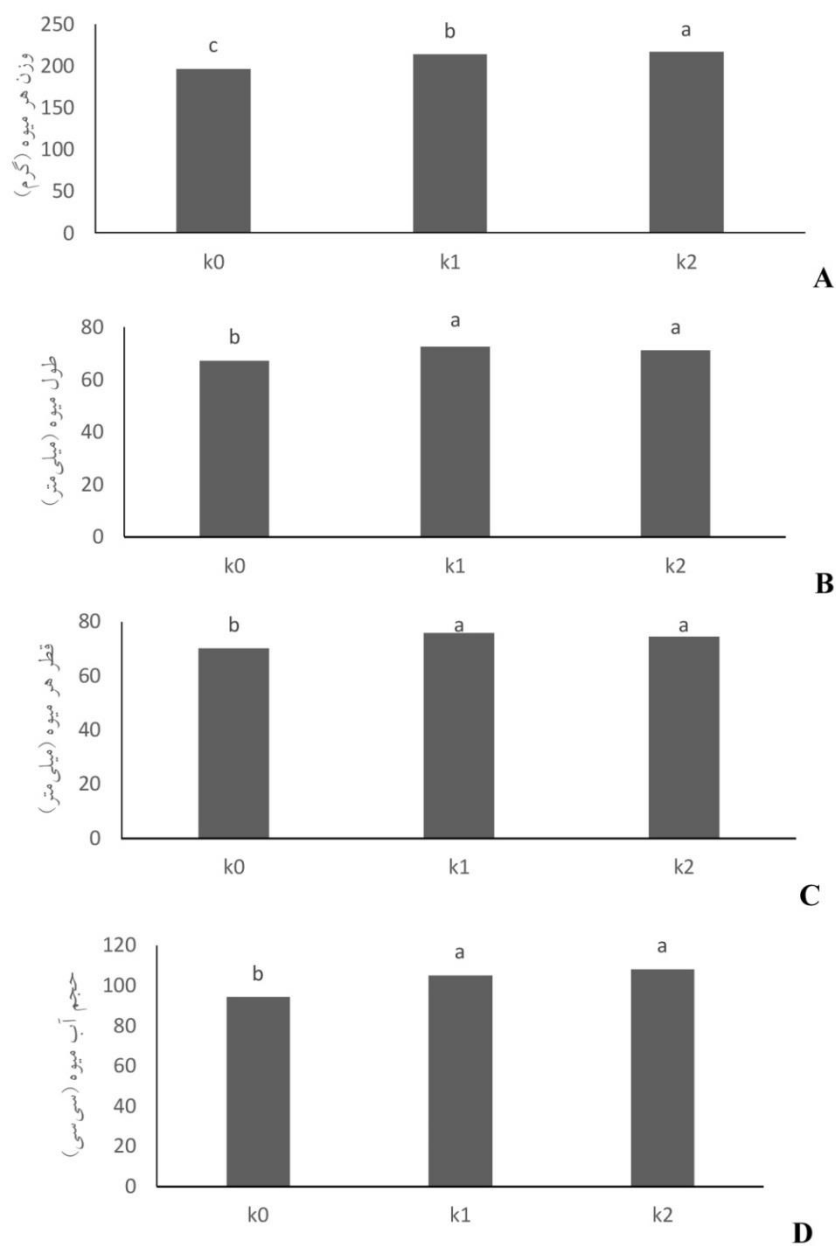 وزن هر میوه (گرم)
250
200
150
100
50
0
c
b
a
k0
k1
k2
A
طول میوه (میلی‌متر)
80
60
40
20
0
b
a
a
k0
k1
k2
B
قطر هر میوه (میلی‌متر)
80
60
40
20
0
b
a
a
k0
k1
k2
C
حجم آب میوه (سی‌سی)
120
100
80
60
40
20
0
b
a
a
k0
k1
k2
D